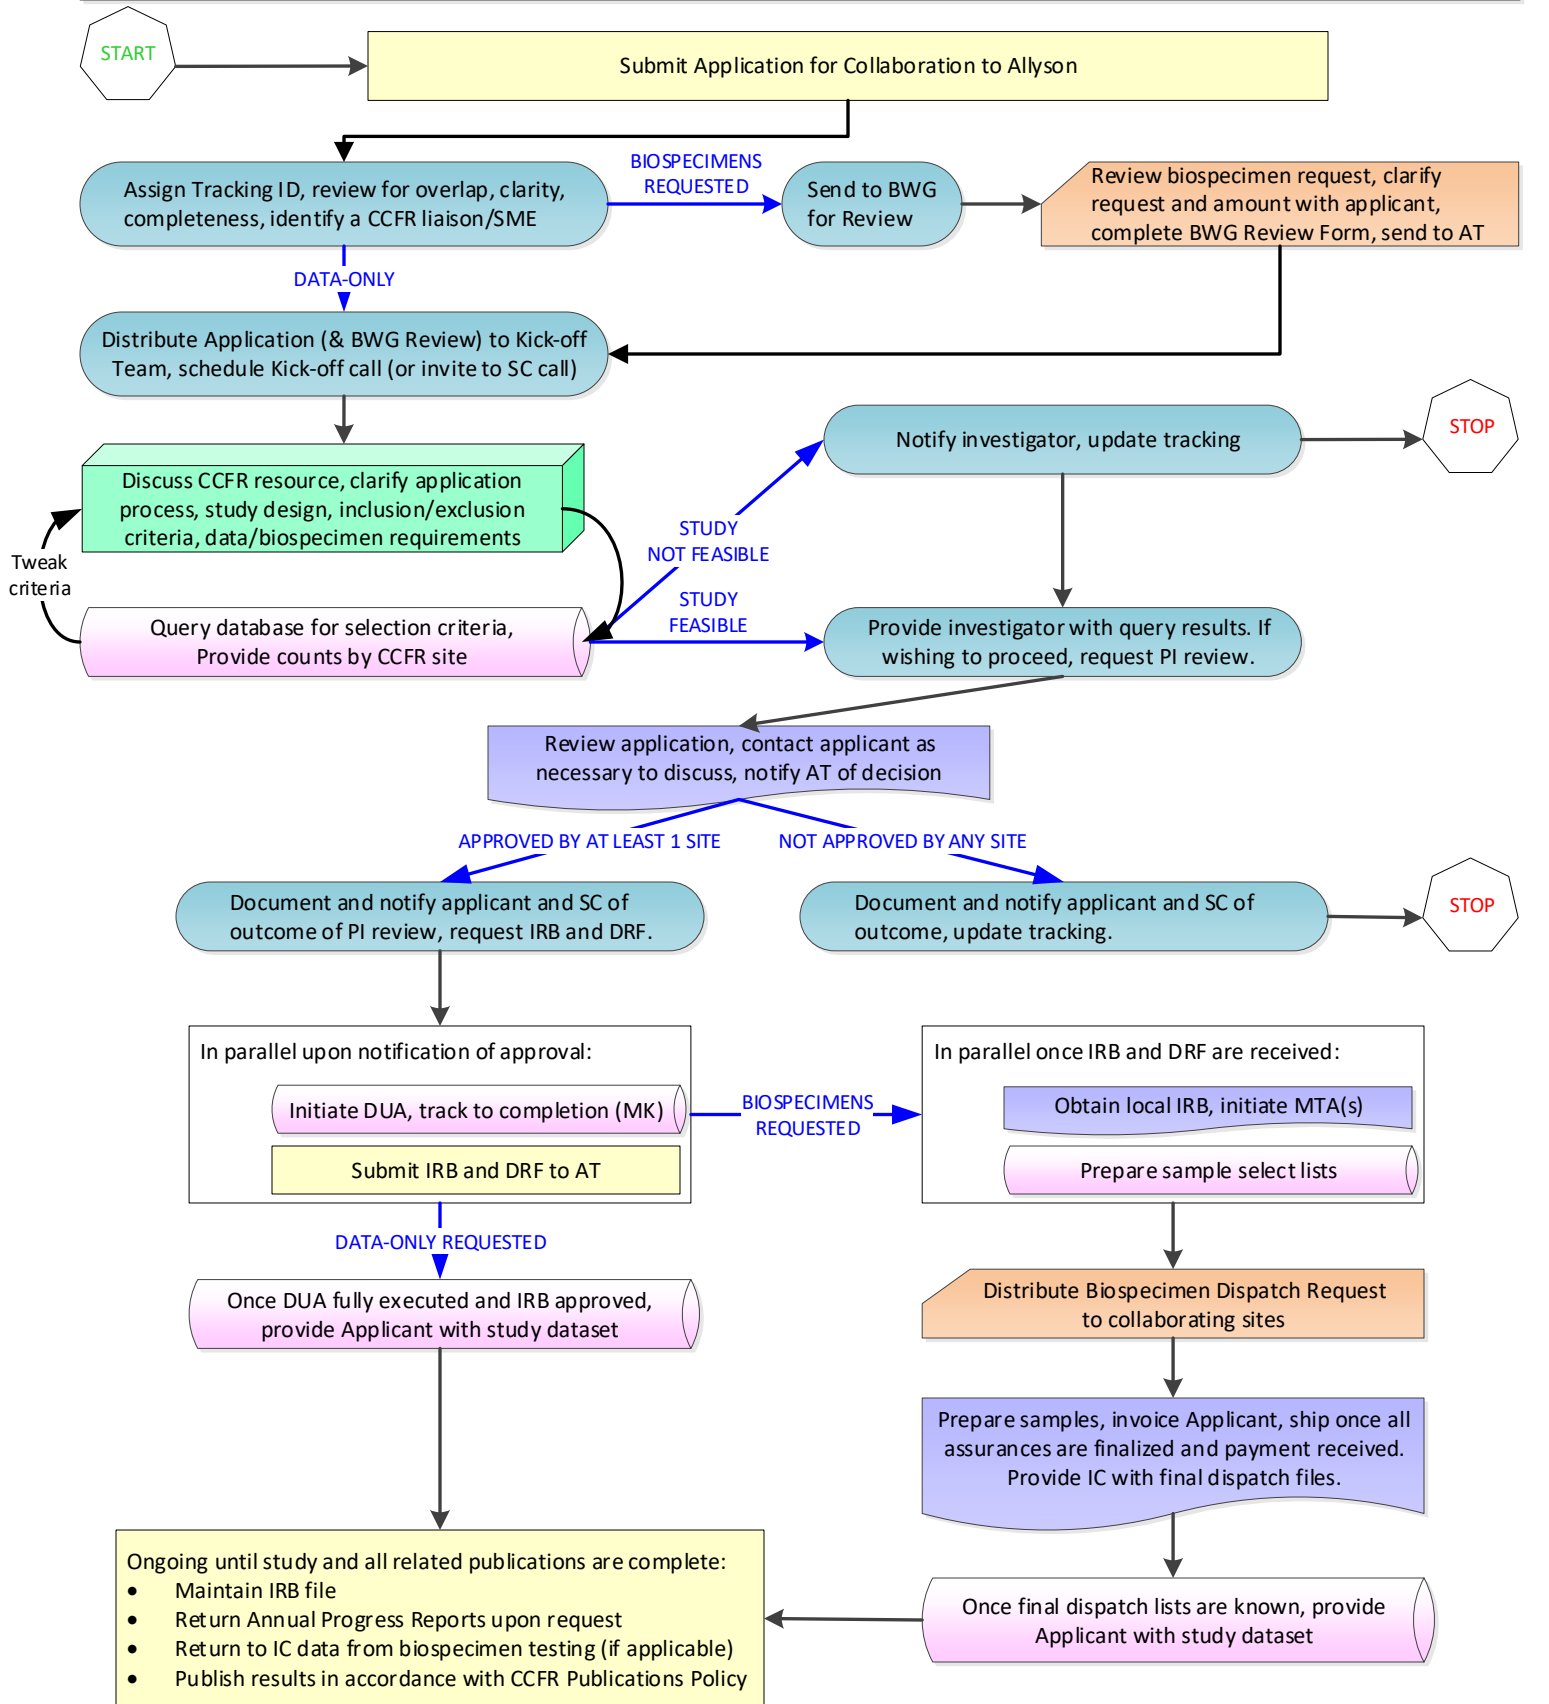 START
Submit Application for Collaboration to Allyson
Assign Tracking ID, review for overlap, clarity,
completeness, identify a CCFR liaison/SME
BIOSPECIMENS
REQUESTED
Send to BWG
for Review
Review biospecimen request, clarify
request and amount with applicant,
complete BWG Review Form, send to AT
DATA-ONLY
Distribute Application (& BWG Review) to Kick-off
Team, schedule Kick-off call (or invite to SC call)
Notify investigator, update tracking
STOP
Discuss CCFR resource, clarify application
process, study design, inclusion/exclusion
criteria, data/biospecimen requirements
Tweak
criteria
STUDY
NOT FEASIBLE
STUDY
FEASIBLE
Query database for selection criteria,
Provide counts by CCFR site
Provide investigator with query results. If
wishing to proceed, request PI review.
Review application, contact applicant as
necessary to discuss, notify AT of decision
APPROVED BY AT LEAST 1 SITE
NOT APPROVED BY ANY SITE
Document and notify applicant and SC of
outcome of PI review, request IRB and DRF.
Document and notify applicant and SC of
outcome, update tracking.
STOP
In parallel upon notification of approval:
Initiate DUA, track to completion (MK)
Submit IRB and DRF to AT
BIOSPECIMENS
REQUESTED
In parallel once IRB and DRF are received:
Obtain local IRB, initiate MTA(s)
Prepare sample select lists
DATA-ONLY REQUESTED
Once DUA fully executed and IRB approved,
provide Applicant with study dataset
Distribute Biospecimen Dispatch Request
to collaborating sites
Prepare samples, invoice Applicant, ship once all
assurances are finalized and payment received.
Provide IC with final dispatch files.
Once final dispatch lists are known, provide
Applicant with study dataset
Ongoing until study and all related publications are complete:
• Maintain IRB file
• Return Annual Progress Reports upon request
• Return to IC data from biospecimen testing (if applicable)
• Publish results in accordance with CCFR Publications Policy